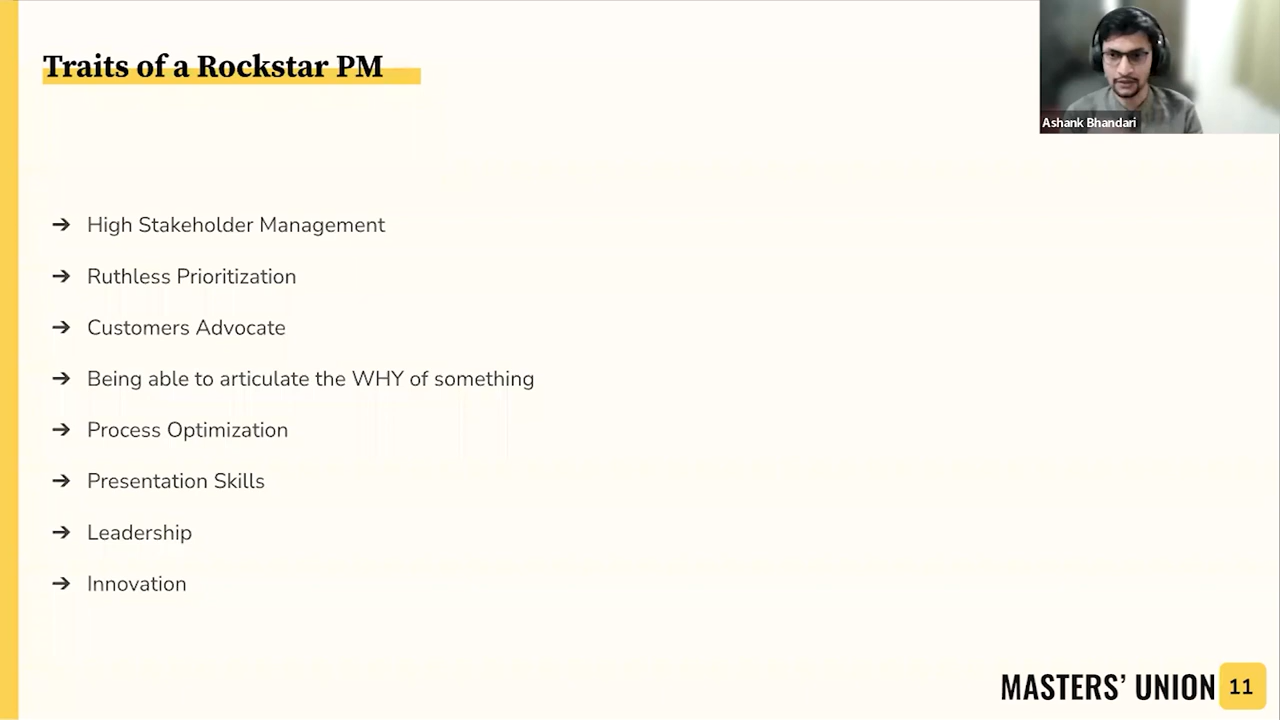 Traits of a Rockstar PM
Ashank Bhandari
➔ High Stakeholder Management
➔ Ruthless Prioritization
➔ Customers Advocate
➔ Being able to articulate the WHY of something
➔ Process Optimization
➔ Presentation Skills
➔ Leadership
➔ Innovation
MASTERS’ UNION 11